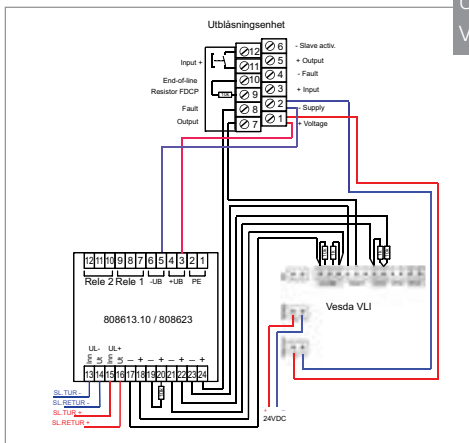 U
V
Utblåsningsenhet
12 6 - Slave activ.
Input + 11 5 + Output
End-of-line 10 4 - Fault
Resistor FDCP 10k 9 3 + Input
Fault 8 2 - Supply
Output 7 1 + Voltage
12 11 10 9 8 7 6 5 4 3 2 1
Rele 2 Rele 1 -UB +UB PE
Vesda VLI
808613.10 / 808623
UL- UL+
Inn Ut Inn Ut – + – + – + – +
13 14 15 16 17 18 19 20 21 22 23 24
SL.TUR -
SL.RETUR -
SL.TUR +
SL.RETUR +
+ –
24VDC